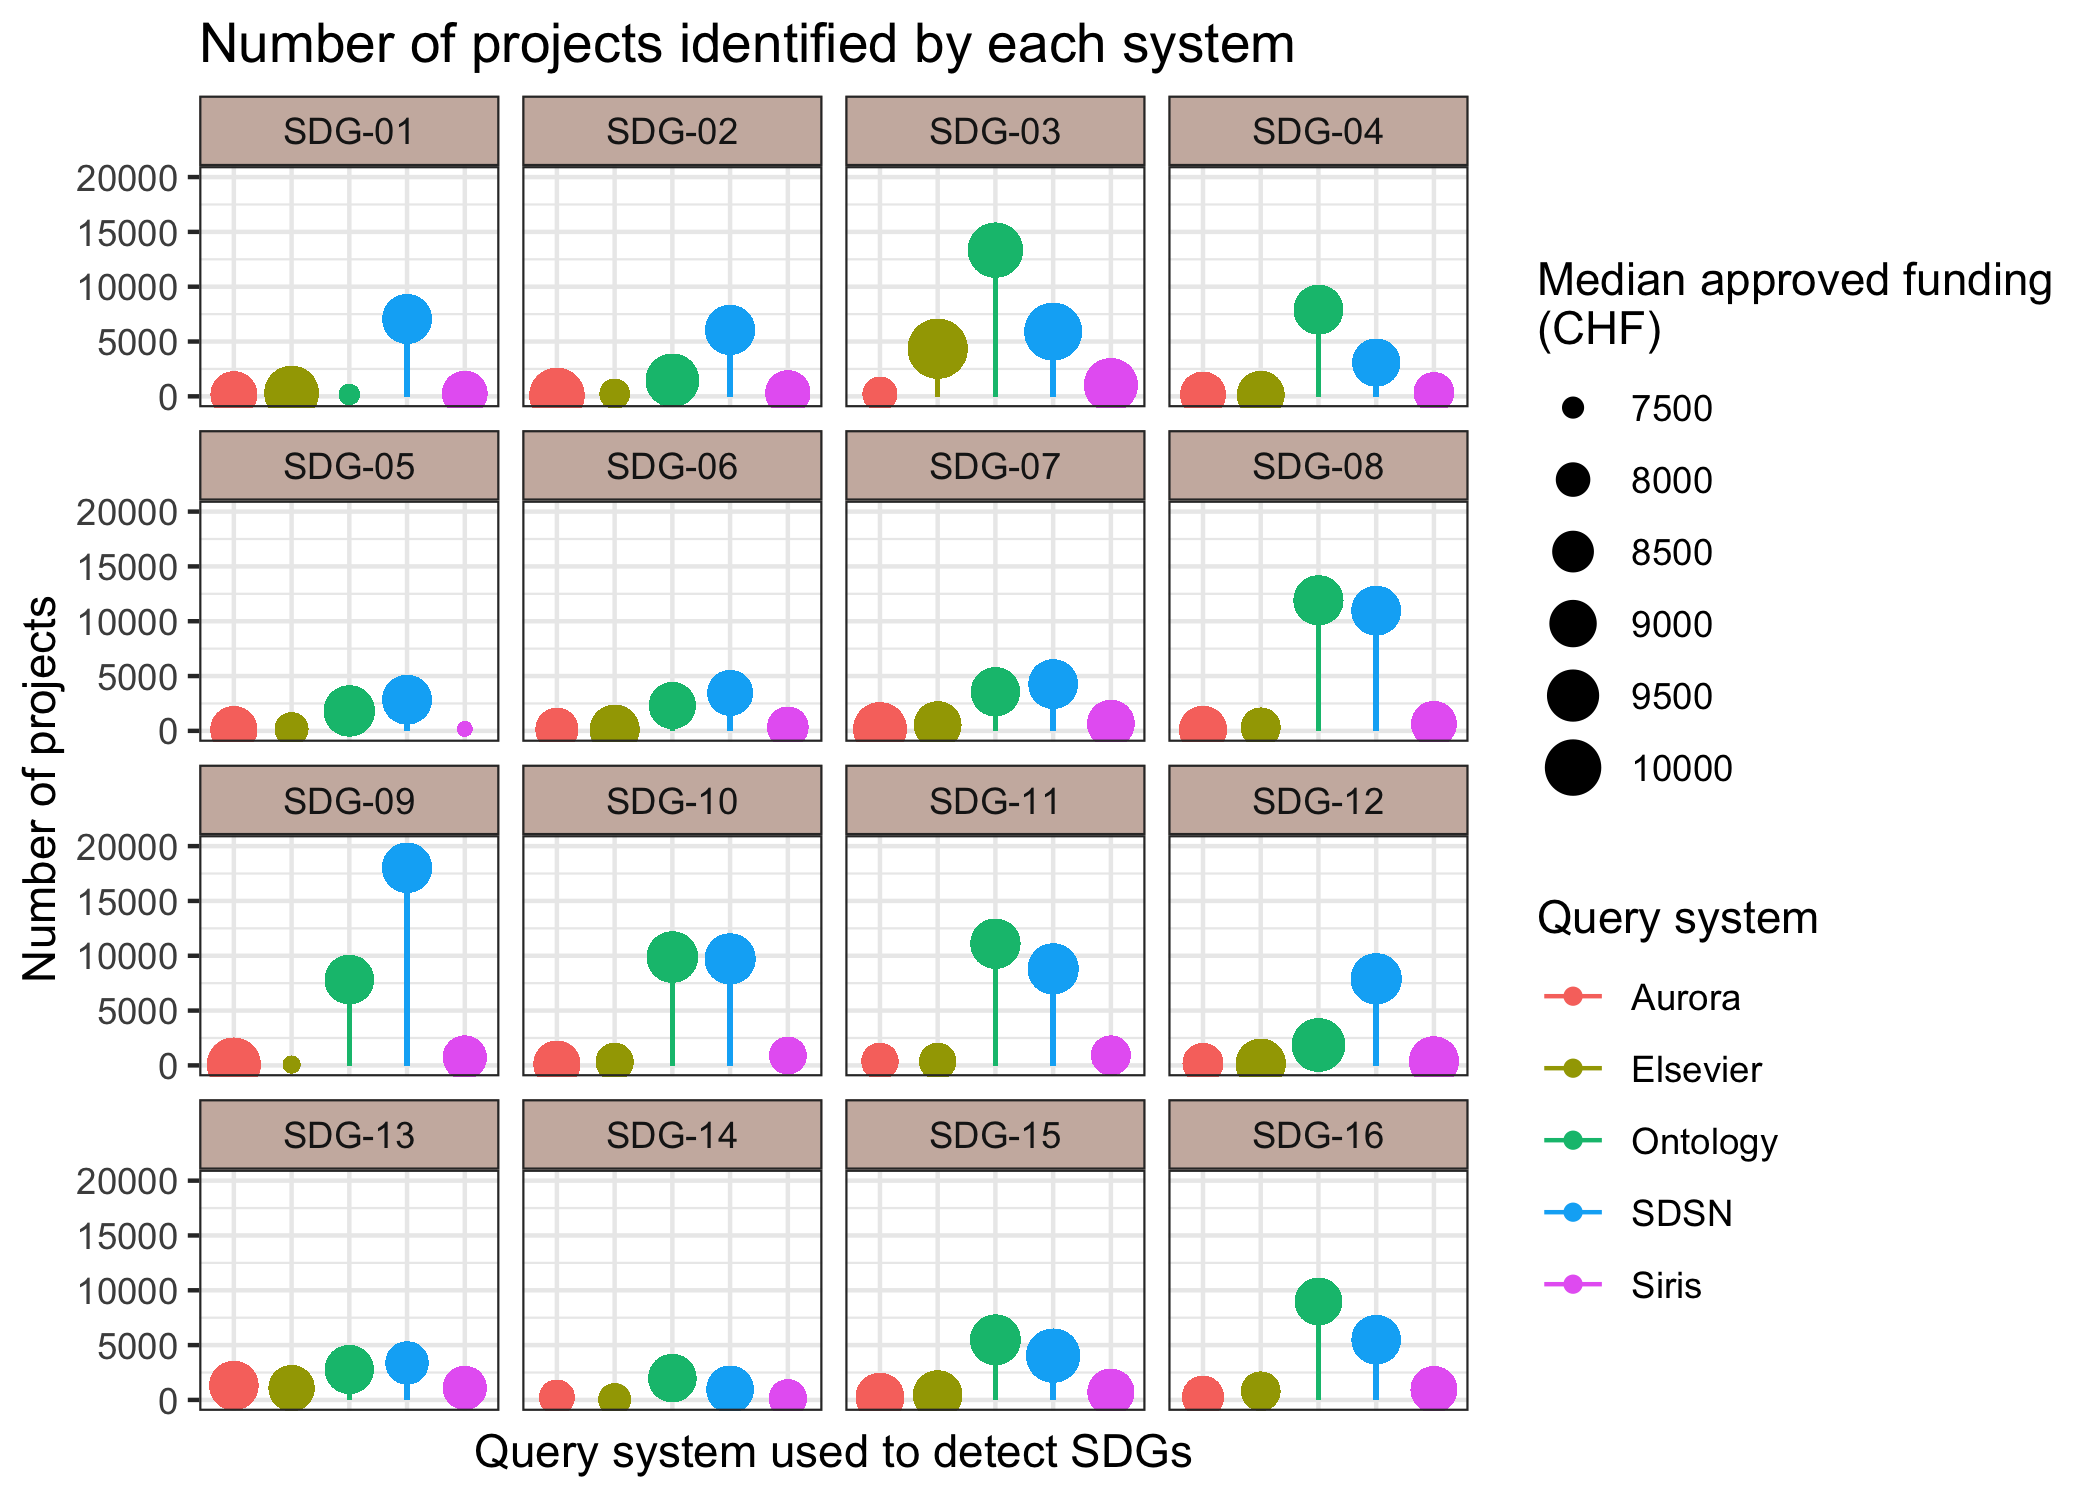 Number of projects identified by each system
SDG-01 SDG-02 SDG-03 SDG-04
20000
15000
10000
5000
0
SDG-05 SDG-06 SDG-07 SDG-08
20000
15000
10000
5000
0
SDG-09 SDG-10 SDG-11 SDG-12
20000
15000
10000
5000
0
SDG-13 SDG-14 SDG-15 SDG-16
20000
15000
10000
5000
0
Number of projects
Query system used to detect SDGs
Median approved funding
(CHF)
7500
8000
8500
9000
9500
10000
Query system
Aurora
Elsevier
Ontology
SDSN
Siris